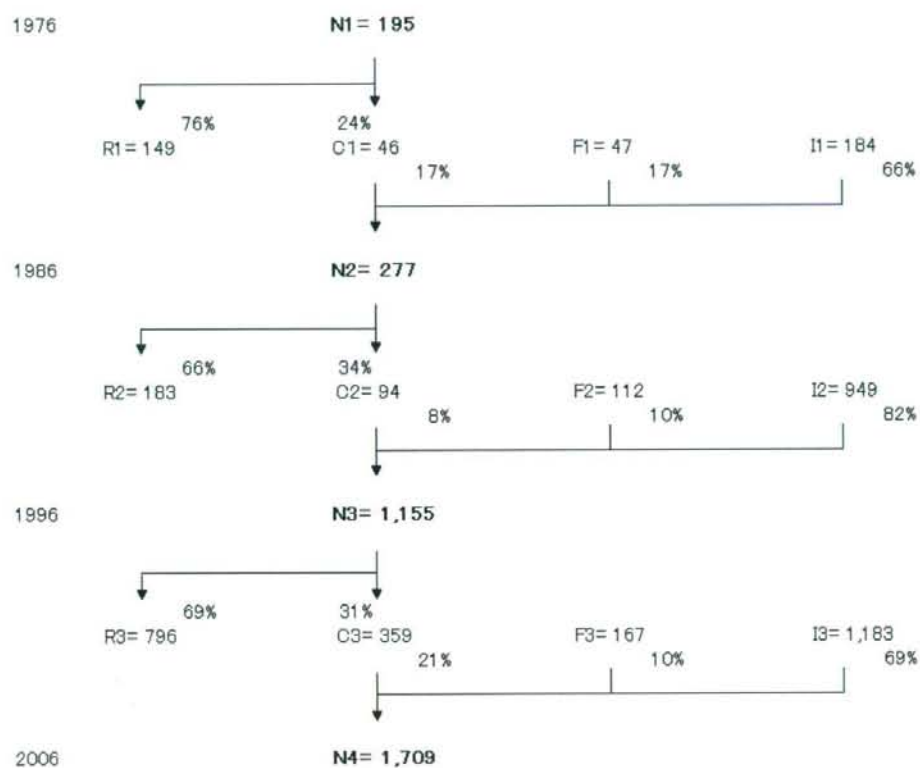 1976 N1= 195
76% 24%
R1= 149 C1= 46 F1= 47 I1= 184
17% 17% 66%
1986 N2= 277
66% 34%
R2= 183 C2= 94 F2= 112 I2= 949
8% 10% 82%
1996 N3= 1,155
69% 31%
R3= 796 C3= 359 F3= 167 I3= 1,183
21% 10% 69%
2006 N4= 1,709